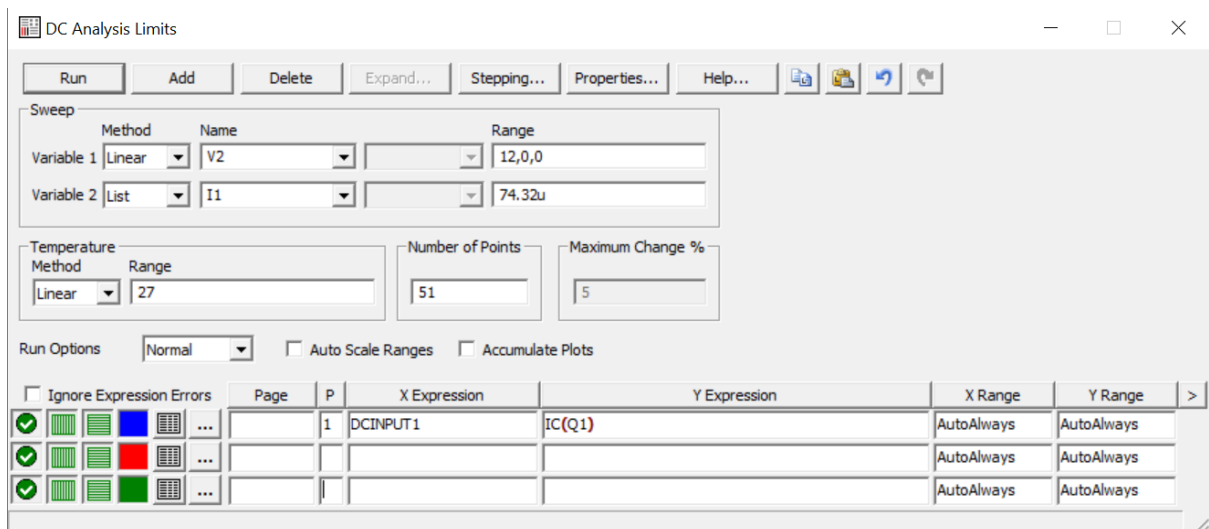 DC Analysis Limits
Run Add Delete Expand... Stepping... Properties... Help...
Sweep
Method Name Range
Variable 1 Linear V2 12,0,0
Variable 2 List I1 74.32u
Temperature Number of Points Maximum Change %
Method Range
Linear 27 51 5
Run Options Normal Auto Scale Ranges Accumulate Plots
Ignore Expression Errors Page P X Expression Y Expression X Range Y Range >
... 1 DCINPUT1 IC(Q1) AutoAlways AutoAlways
... AutoAlways AutoAlways
... AutoAlways AutoAlways